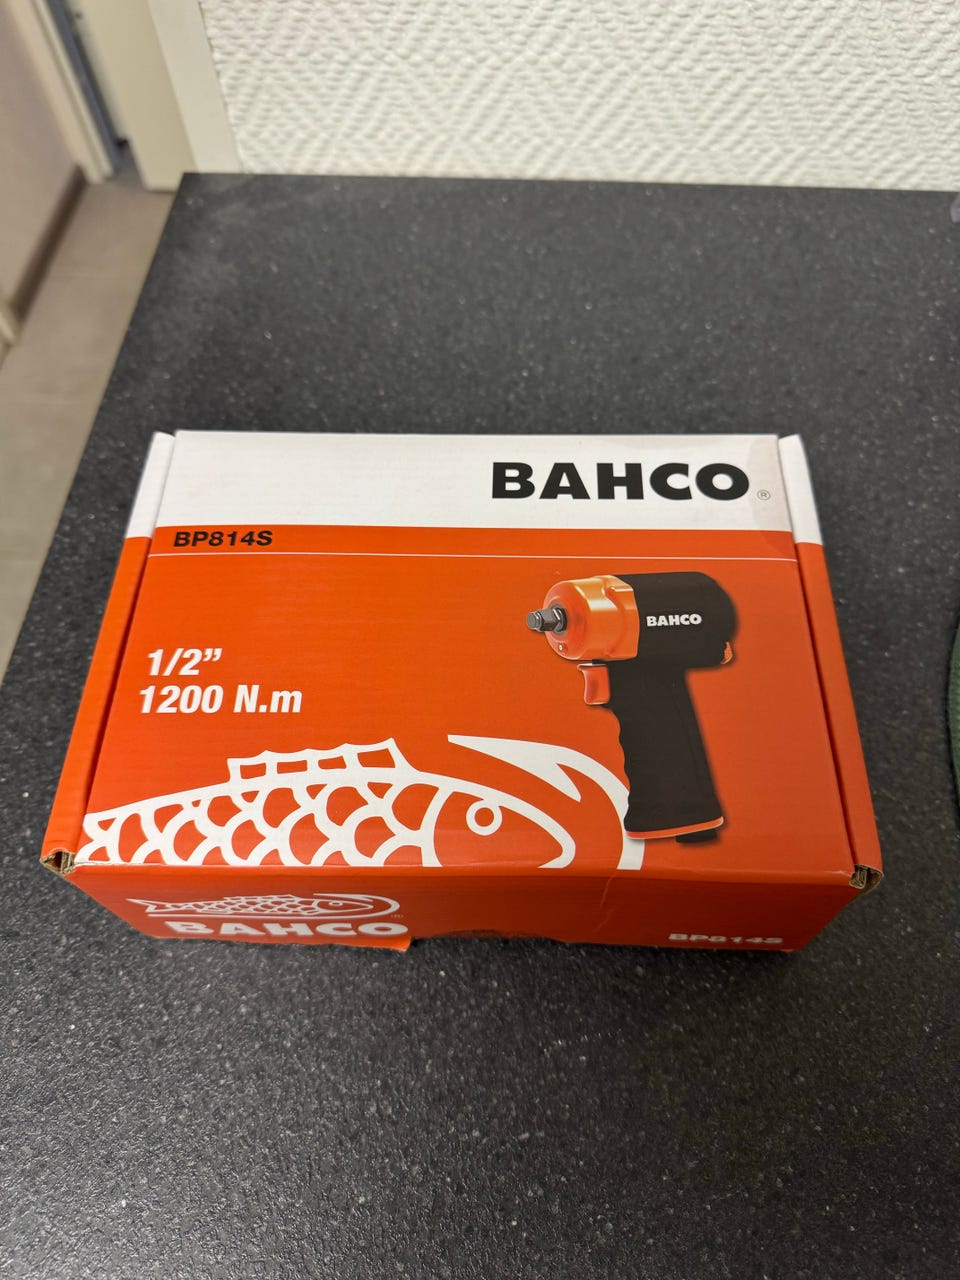 BAHCO®
BP814S
BAHCO
1/2”
1200 N.m
BAHCO®
BP814S